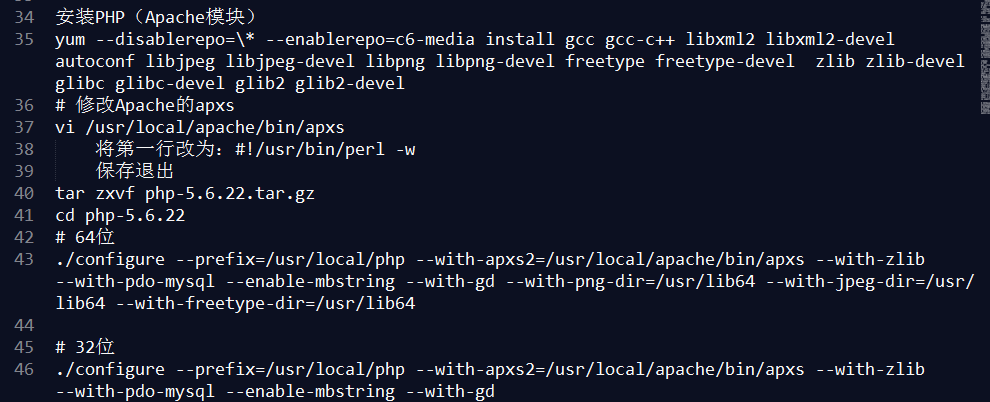 34 安装PHP（Apache模块）
35 yum --disablerepo=\* --enablerepo=c6-media install gcc gcc-c++ libxml2 libxml2-devel
autoconf libjpeg libjpeg-devel libpng libpng-devel freetype freetype-devel  zlib zlib-devel
glibc glibc-devel glib2 glib2-devel
36 # 修改Apache的apxs
37 vi /usr/local/apache/bin/apxs
38     将第一行改为：#!/usr/bin/perl -w
39     保存退出
40 tar zxvf php-5.6.22.tar.gz
41 cd php-5.6.22
42 # 64位
43 ./configure --prefix=/usr/local/php --with-apxs2=/usr/local/apache/bin/apxs --with-zlib
--with-pdo-mysql --enable-mbstring --with-gd --with-png-dir=/usr/lib64 --with-jpeg-dir=/usr/
lib64 --with-freetype-dir=/usr/lib64
44
45 # 32位
46 ./configure --prefix=/usr/local/php --with-apxs2=/usr/local/apache/bin/apxs --with-zlib
--with-pdo-mysql --enable-mbstring --with-gd